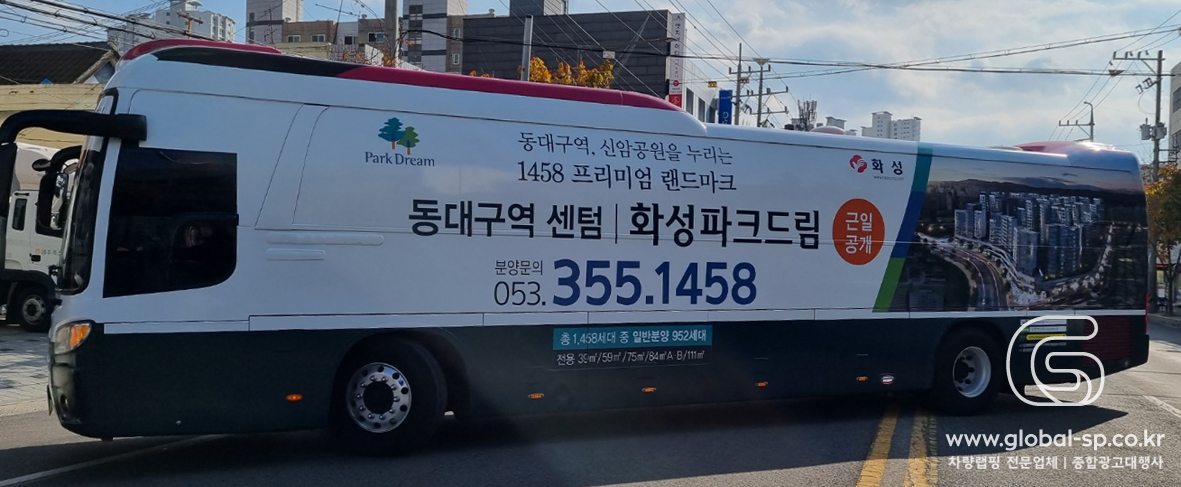 Park Dream
동대구역, 신암공원을 누리는
1458 프리미엄 랜드마크
화성
동대구역 센텀 | 화성파크드림
근일
공개
분양문의
053. 355.1458
총 1,458세대 중 일반분양 952세대
전용 39㎡/59㎡/75㎡/84㎡A·B/111㎡
www.global-sp.co.kr
차량랩핑 전문업체 | 종합광고대행사